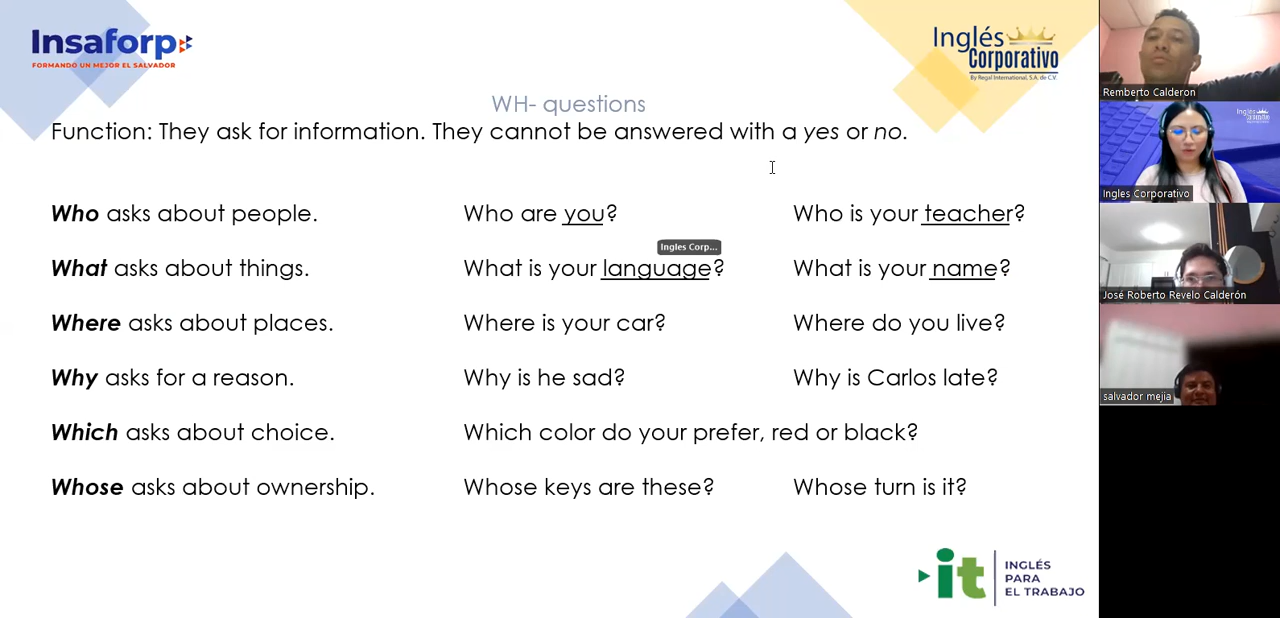 Insaforp
FORMANDO UN MEJOR EL SALVADOR
Inglés
Corporativo
By Regal International, S.A. de C.V.
WH- questions
Function: They ask for information. They cannot be answered with a yes or no.
Who asks about people. Who are you? Who is your teacher?
Ingles Corp...
What asks about things. What is your language? What is your name?
Where asks about places. Where is your car? Where do you live?
Why asks for a reason. Why is he sad? Why is Carlos late?
Which asks about choice. Which color do your prefer, red or black?
Whose asks about ownership. Whose keys are these? Whose turn is it?
it
INGLÉS
PARA
EL TRABAJO
Remberto Calderon
Inglés
Ingles Corporativo
José Roberto Revelo Calderón
salvador mejia